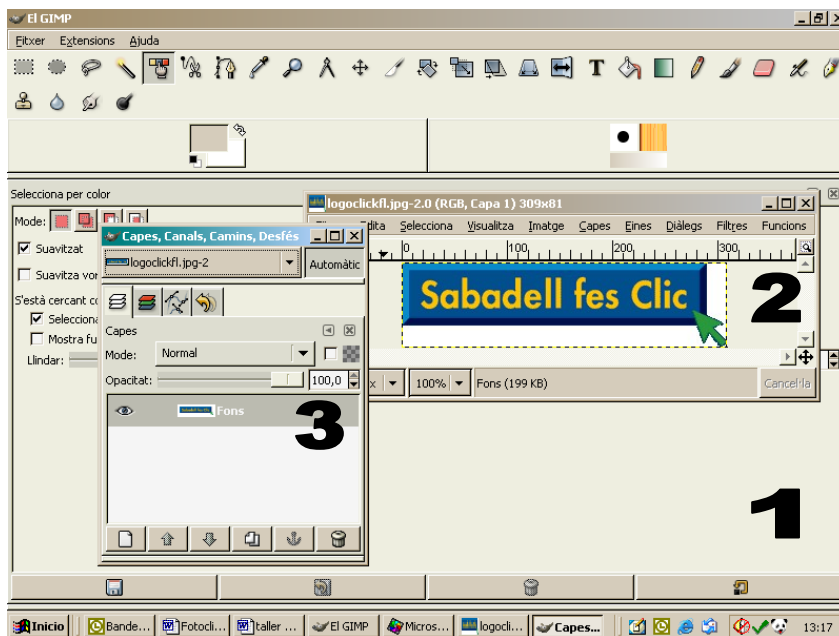 El GIMP
Fitxer Extensions Ajuda
Selecciona per color
Mode:
Suavitzat
Suavitza vor
S'està cercant co
Selecciona
Mostra fu
Llindar:
Capes, Canals, Camins, Desfés
logoclickfl.jpg-2
Automàtic
Capes
Mode: Normal
Opacitat: 100,0
Fons
3
logoclickfl.jpg-2.0 (RGB, Capa 1) 309x81
Edita Selecciona Visualitza Imatge Capes Eines Diàlegs Filtres Funcions
0 100 200 300
Sabadell fes Clic
2
x 100% Fons (199 KB) Cancel·la
1
Inicio Bande... Fotocli... taller ... El GIMP Micros... logocli... Capes... 13:17